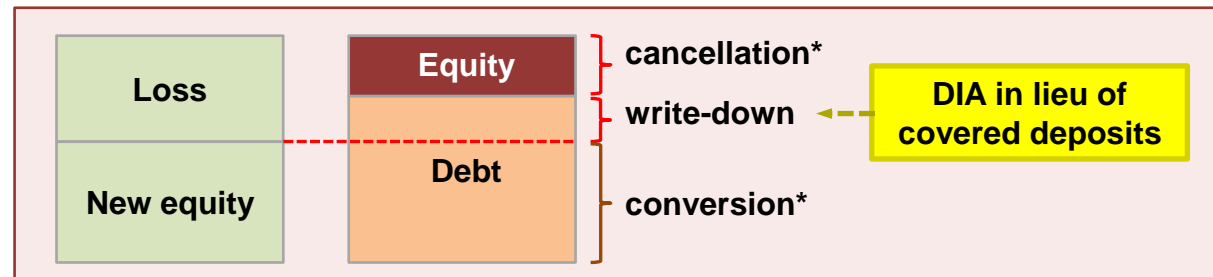 Loss
New equity
Equity
Debt
cancellation*
write-down
conversion*
DIA in lieu of
covered deposits